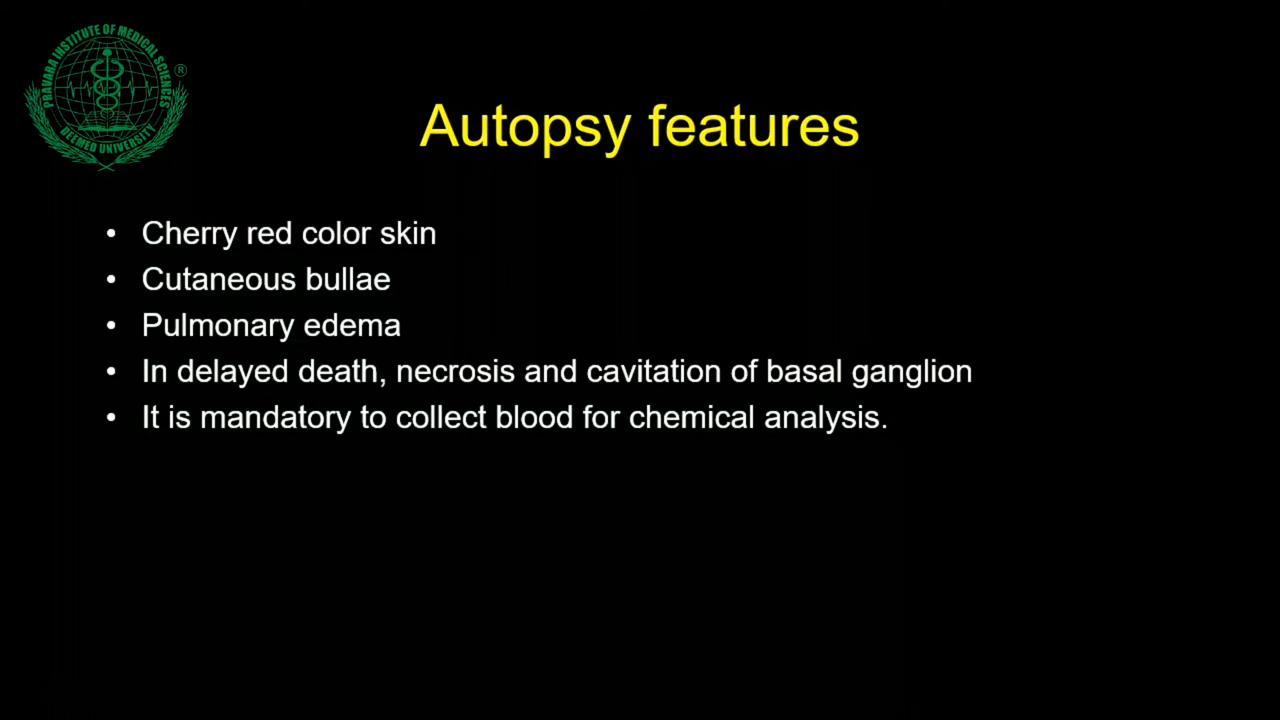 PRAVARA INSTITUTE OF MEDICAL SCIENCES
®
DEEMED UNIVERSITY
Autopsy features
• Cherry red color skin
• Cutaneous bullae
• Pulmonary edema
• In delayed death, necrosis and cavitation of basal ganglion
• It is mandatory to collect blood for chemical analysis.